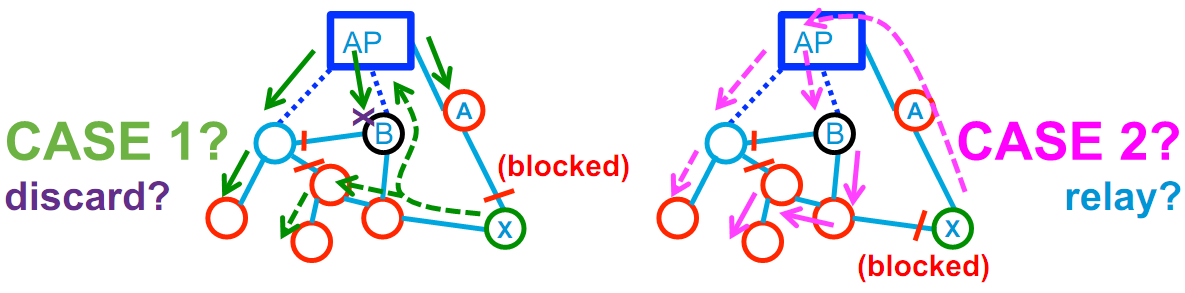 AP
A
CASE 1?
discard?
B
(blocked)
X
AP
A
B
CASE 2?
relay?
X
(blocked)